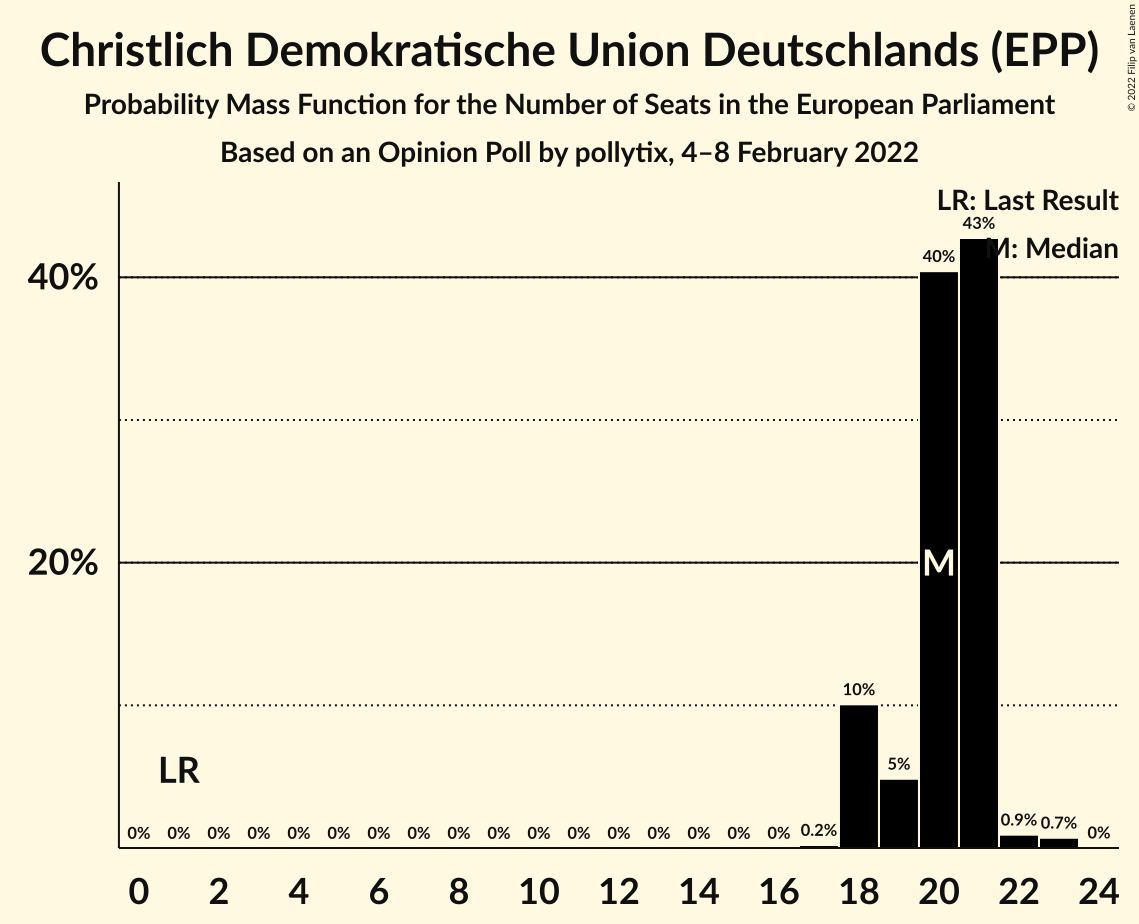 Christlich Demokratische Union Deutschlands (EPP)
Probability Mass Function for the Number of Seats in the European Parliament
Based on an Opinion Poll by pollytix, 4–8 February 2022
© 2022 Filip van Laenen
LR: Last Result
M: Median
43%
40%
40%
20%
M
10%
5%
LR
0% 0% 0% 0% 0% 0% 0% 0% 0% 0% 0% 0% 0% 0% 0% 0% 0% 0.2% 0.9% 0.7% 0%
0 2 4 6 8 10 12 14 16 18 20 22 24